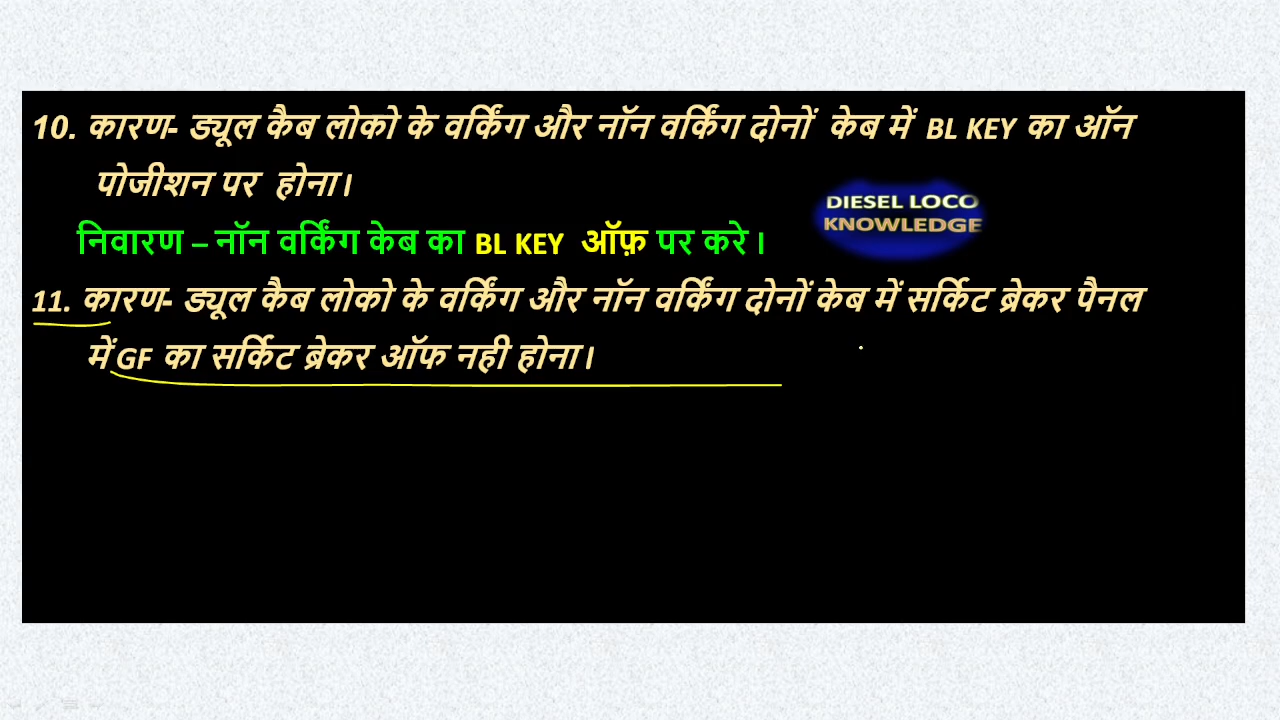 10. कारण- ड्यूल कैब लोको के वर्किंग और नॉन वर्किंग दोनों केब में BL KEY का ऑन
पोजीशन पर होना।
DIESEL LOCO
KNOWLEDGE
निवारण – नॉन वर्किंग केब का BL KEY ऑफ़ पर करे ।
11. कारण- ड्यूल कैब लोको के वर्किंग और नॉन वर्किंग दोनों केब में सर्किट ब्रेकर पैनल
में GF का सर्किट ब्रेकर ऑफ नही होना ।